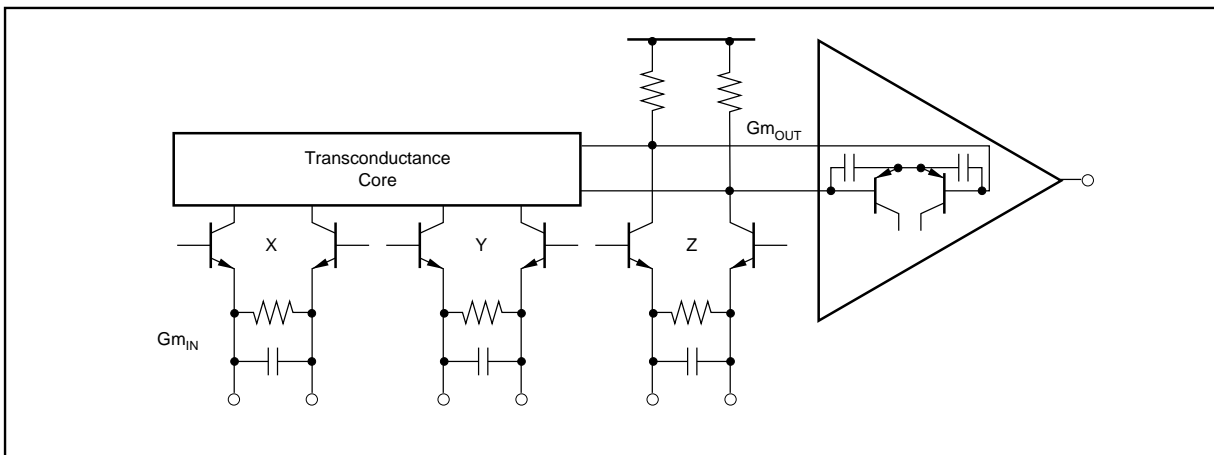 Gm_OUT
Transconductance
Core
X
Y
Z
Gm_IN